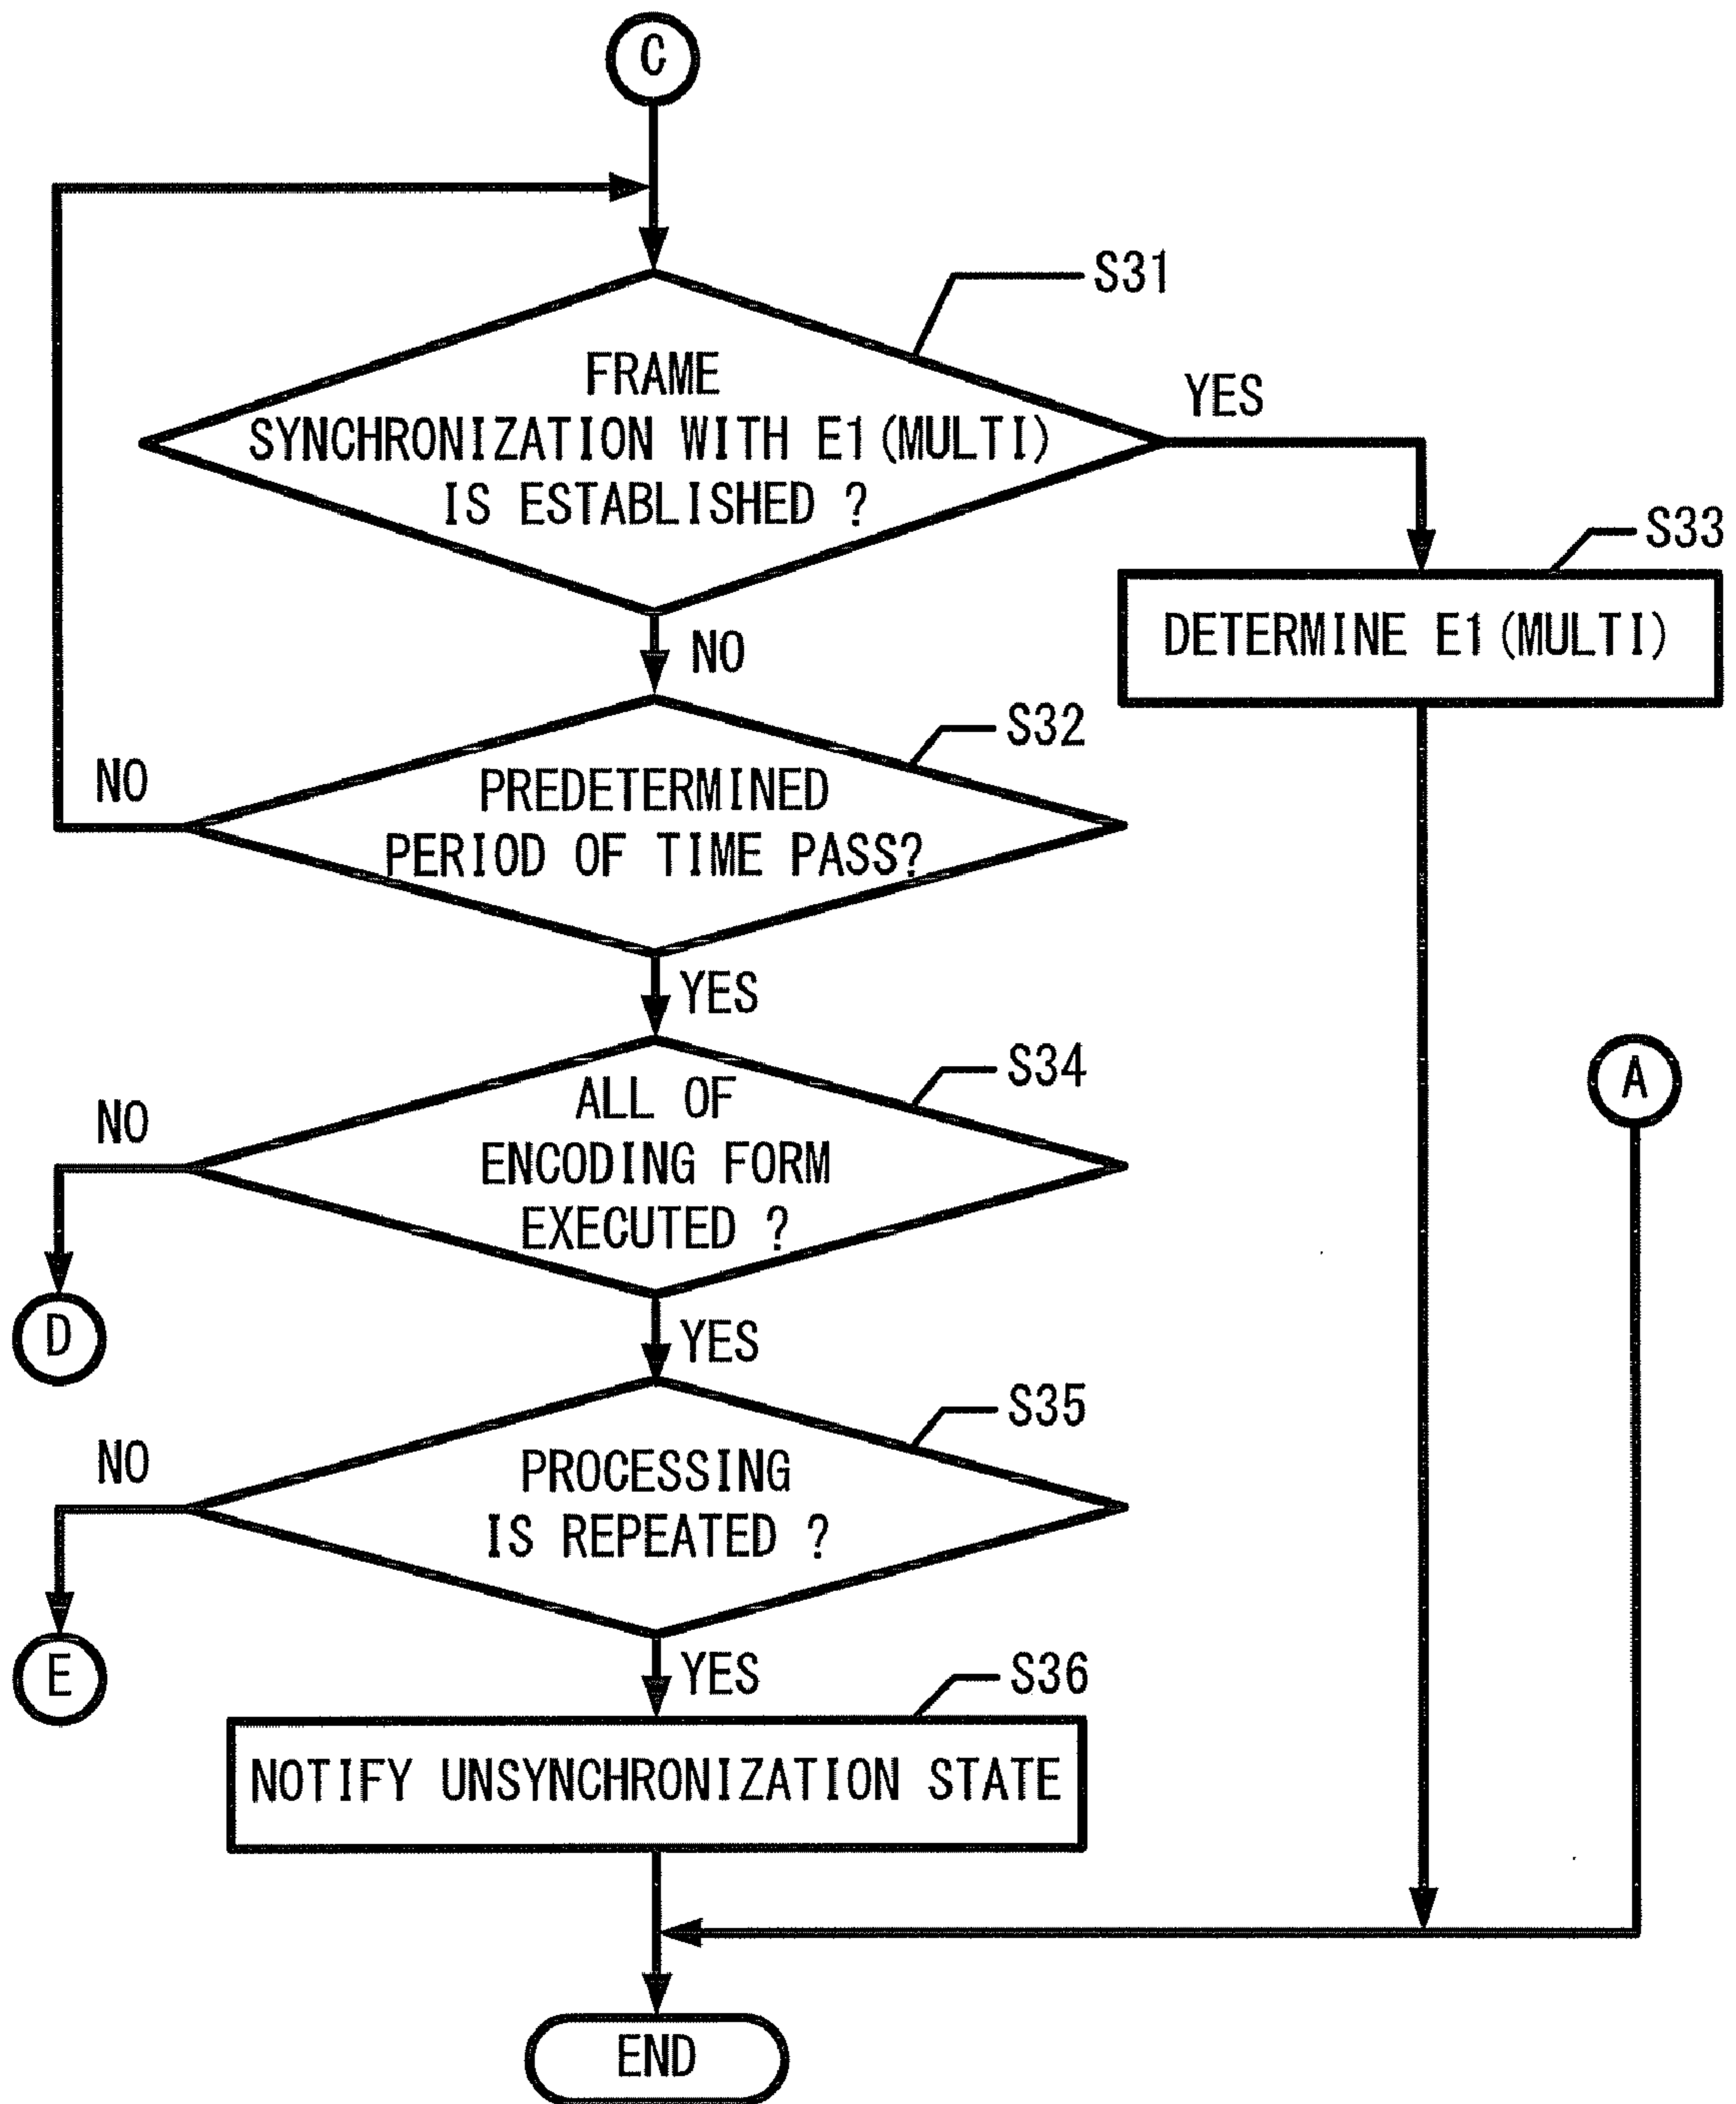 C
S31
FRAME
SYNCHRONIZATION WITH E1(MULTI)
IS ESTABLISHED ?
YES
S33
DETERMINE E1(MULTI)
NO
S32
PREDETERMINED
PERIOD OF TIME PASS?
NO
YES
S34
ALL OF
ENCODING FORM
EXECUTED ?
NO
A
D
YES
S35
PROCESSING
IS REPEATED ?
NO
E
YES
S36
NOTIFY UNSYNCHRONIZATION STATE
END